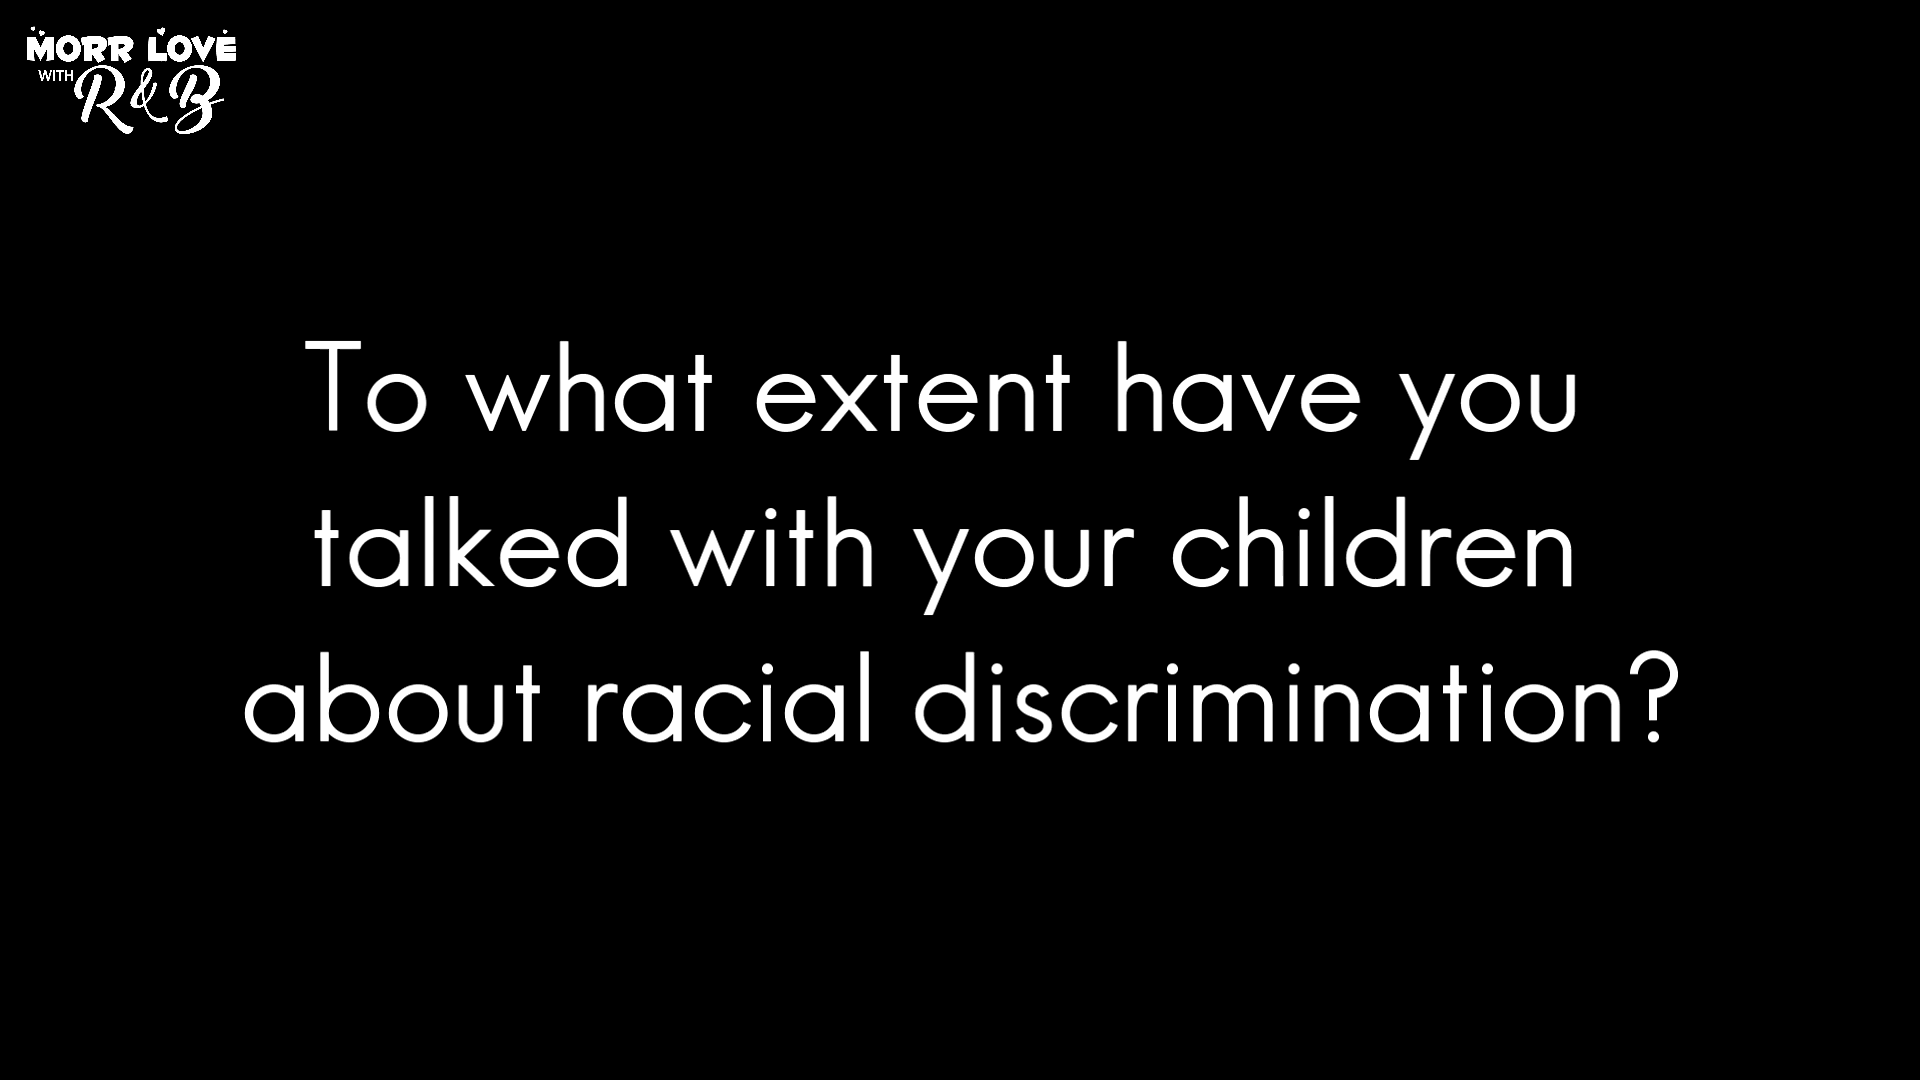 MORR LOVE
WITH R&B
To what extent have you
talked with your children
about racial discrimination?